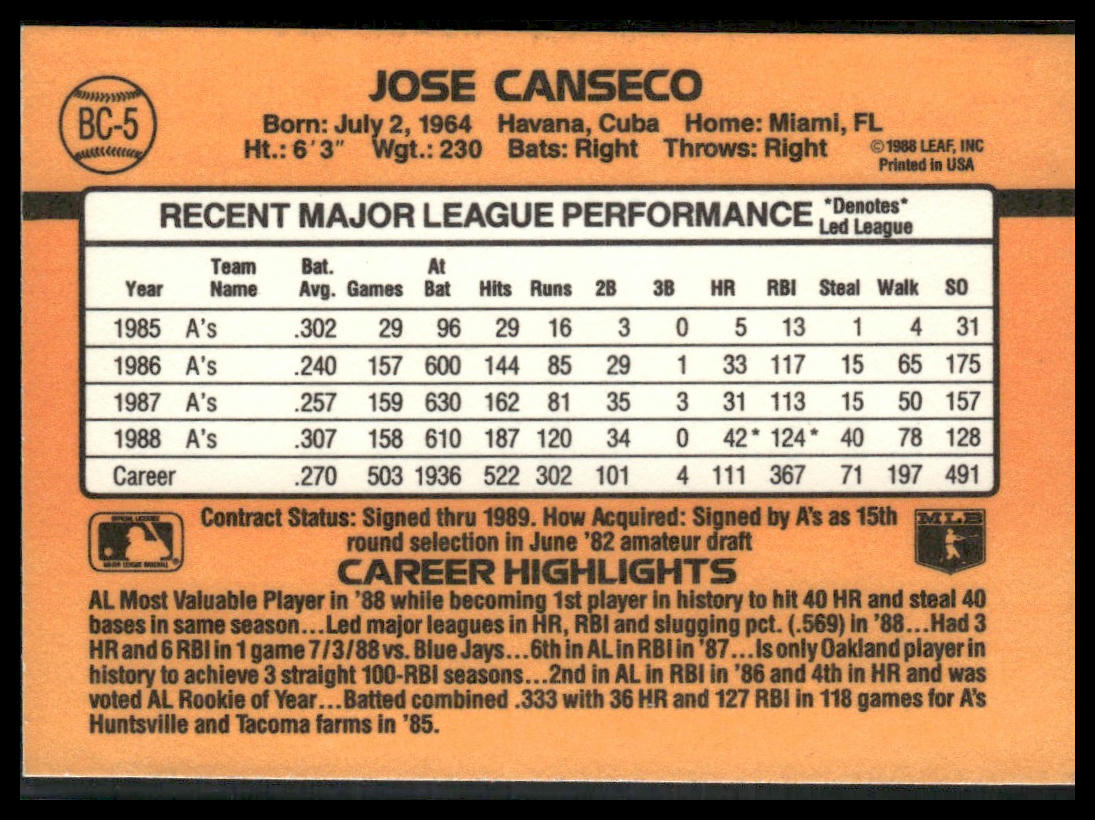 BC-5
JOSE CANSECO
Born: July 2, 1964 Havana, Cuba Home: Miami, FL
Ht.: 6'3" Wgt.: 230 Bats: Right Throws: Right
©1988 LEAF, INC
Printed in USA
RECENT MAJOR LEAGUE PERFORMANCE *Denotes* Led League
Year Team Name Bat. Avg. Games At Bat Hits Runs 2B 3B HR RBI Steal Walk SO
1985 A's .302 29 96 29 16 3 0 5 13 1 4 31
1986 A's .240 157 600 144 85 29 1 33 117 15 65 175
1987 A's .257 159 630 162 81 35 3 31 113 15 50 157
1988 A's .307 158 610 187 120 34 0 42* 124* 40 78 128
Career .270 503 1936 522 302 101 4 111 367 71 197 491
Contract Status: Signed thru 1989. How Acquired: Signed by A's as 15th
round selection in June '82 amateur draft
MLB
CAREER HIGHLIGHTS
AL Most Valuable Player in '88 while becoming 1st player in history to hit 40 HR and steal 40
bases in same season...Led major leagues in HR, RBI and slugging pct. (.569) in '88...Had 3
HR and 6 RBI in 1 game 7/3/88 vs. Blue Jays...6th in AL in RBI in '87...Is only Oakland player in
history to achieve 3 straight 100-RBI seasons...2nd in AL in RBI in '86 and 4th in HR and was
voted AL Rookie of Year...Batted combined .333 with 36 HR and 127 RBI in 118 games for A's
Huntsville and Tacoma farms in '85.